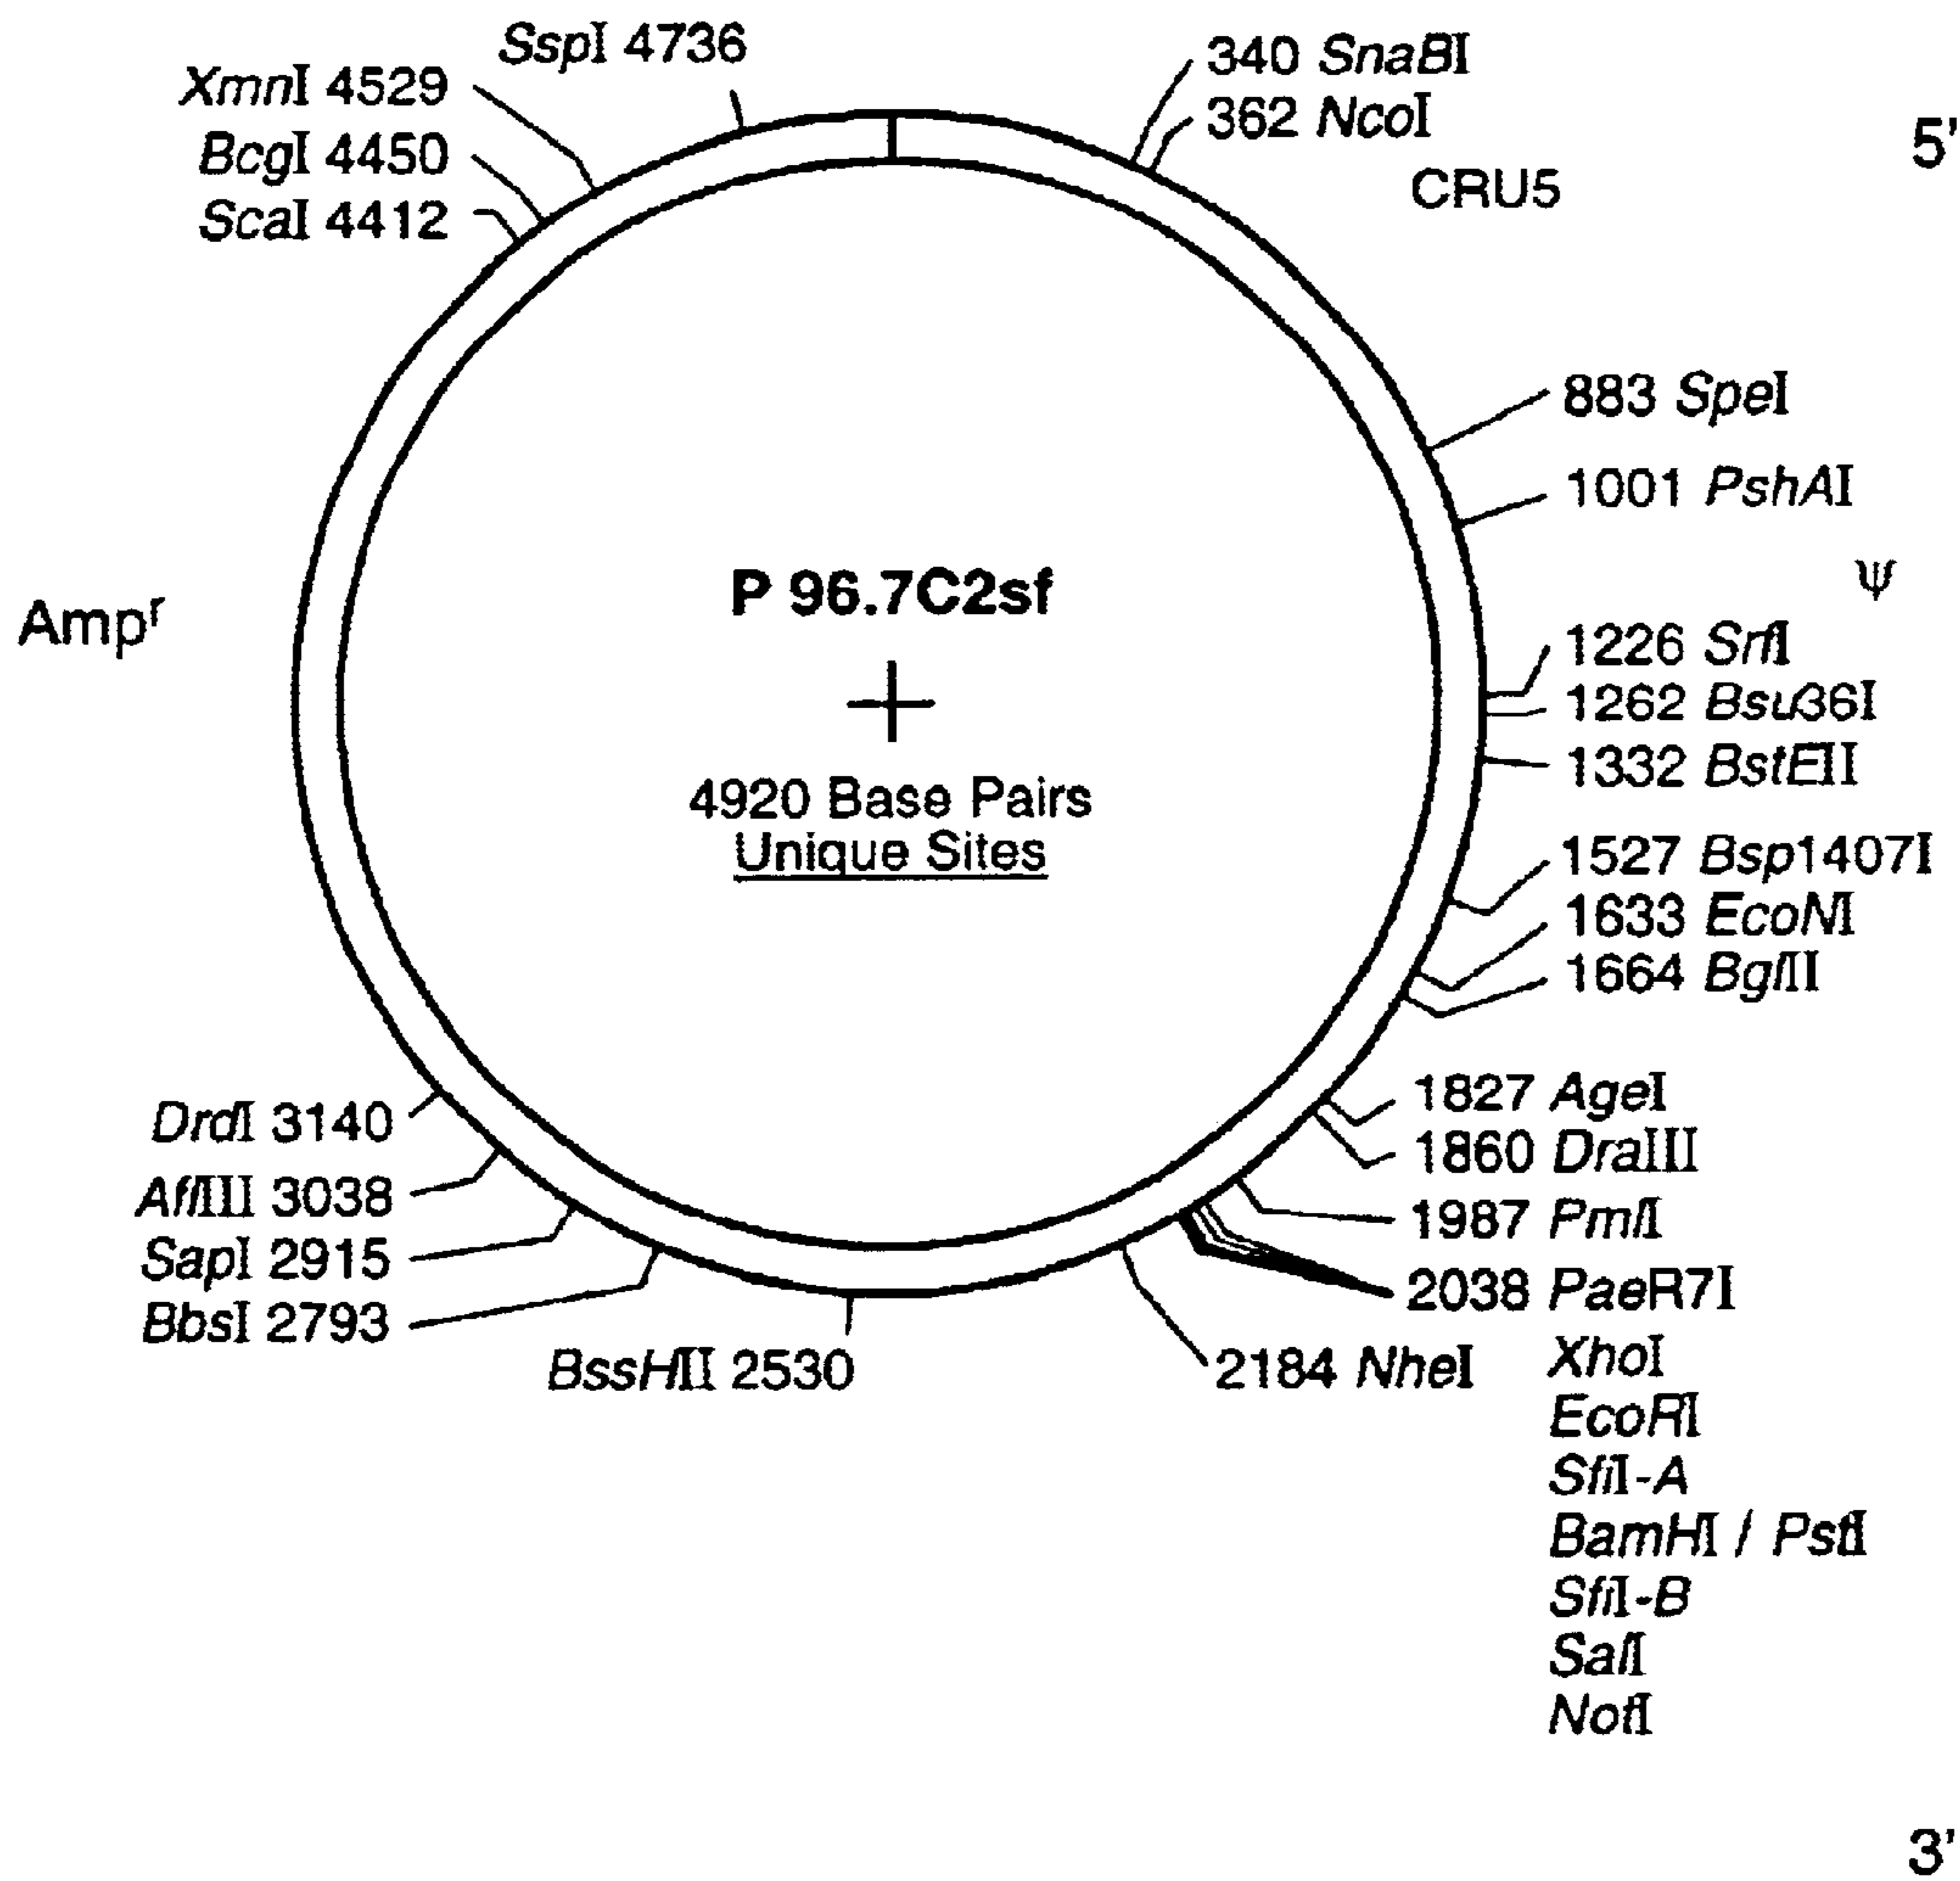 SspI 4736
XmnI 4529
BcgI 4450
ScaI 4412
340 SnaBI
362 NcoI
CRU5
5'
883 SpeI
1001 PshAI
ψ
Ampʳ
P 96.7C2sf
4920 Base Pairs
Unique Sites
1226 SrfI
1262 Bsu36I
1332 BstEII
1527 Bsp1407I
1633 EcoNI
1664 BglII
1827 AgeI
1860 DraIII
1987 PmlI
2038 PaeR7I
XhoI
EcoRI
SfiI-A
BamHI / PstI
SfiI-B
SalI
NotI
2184 NheI
DrdI 3140
AflIII 3038
SapI 2915
BbsI 2793
BssHII 2530
3'